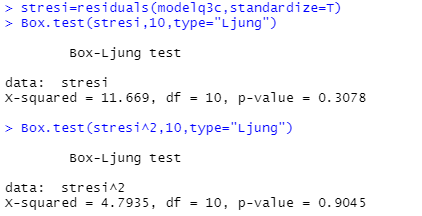 > stresi=residuals(modelq3c,standardize=T)
> Box.test(stresi,10,type="Ljung")
Box-Ljung test
data:  stresi
X-squared = 11.669, df = 10, p-value = 0.3078
> Box.test(stresi^2,10,type="Ljung")
Box-Ljung test
data:  stresi^2
X-squared = 4.7935, df = 10, p-value = 0.9045